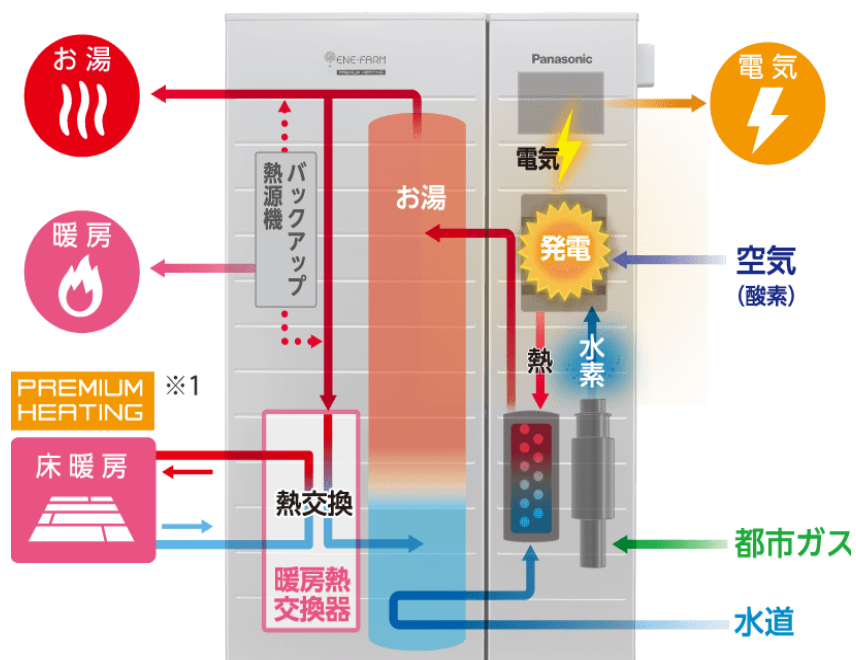 お湯
ENE・FARM
PREMIUM HEATING
Panasonic
電気
電気
バックアップ
熱源機
お湯
発電
暖房
空気
(酸素)
熱
水素
PREMIUM
HEATING
※1
床暖房
熱交換
暖房熱
交換器
都市ガス
水道